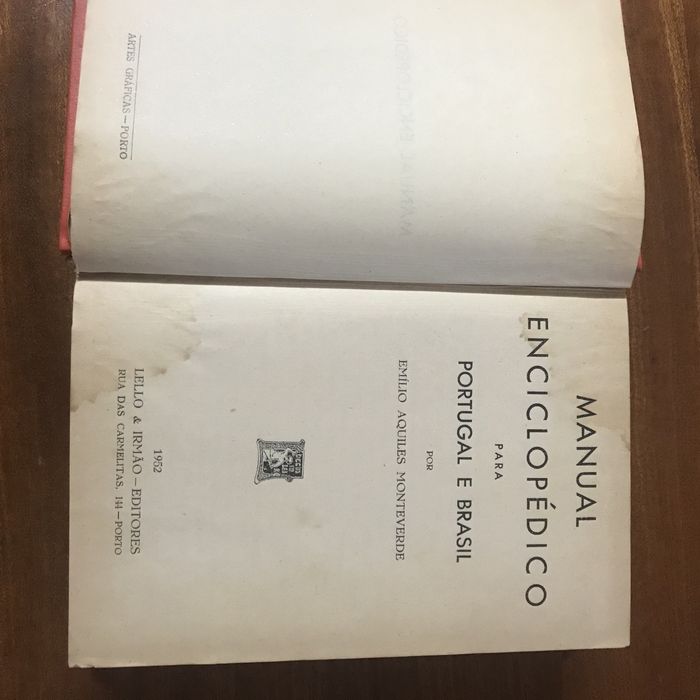 ARTES GRÁFICAS — PORTO
MANUAL
ENCICLOPÉDICO
PARA
PORTUGAL E BRASIL
POR
EMÍLIO AQUILES MONTEVERDE
1952
LELLO & IRMÃO — EDITORES
RUA DAS CARMELITAS, 144 — PORTO